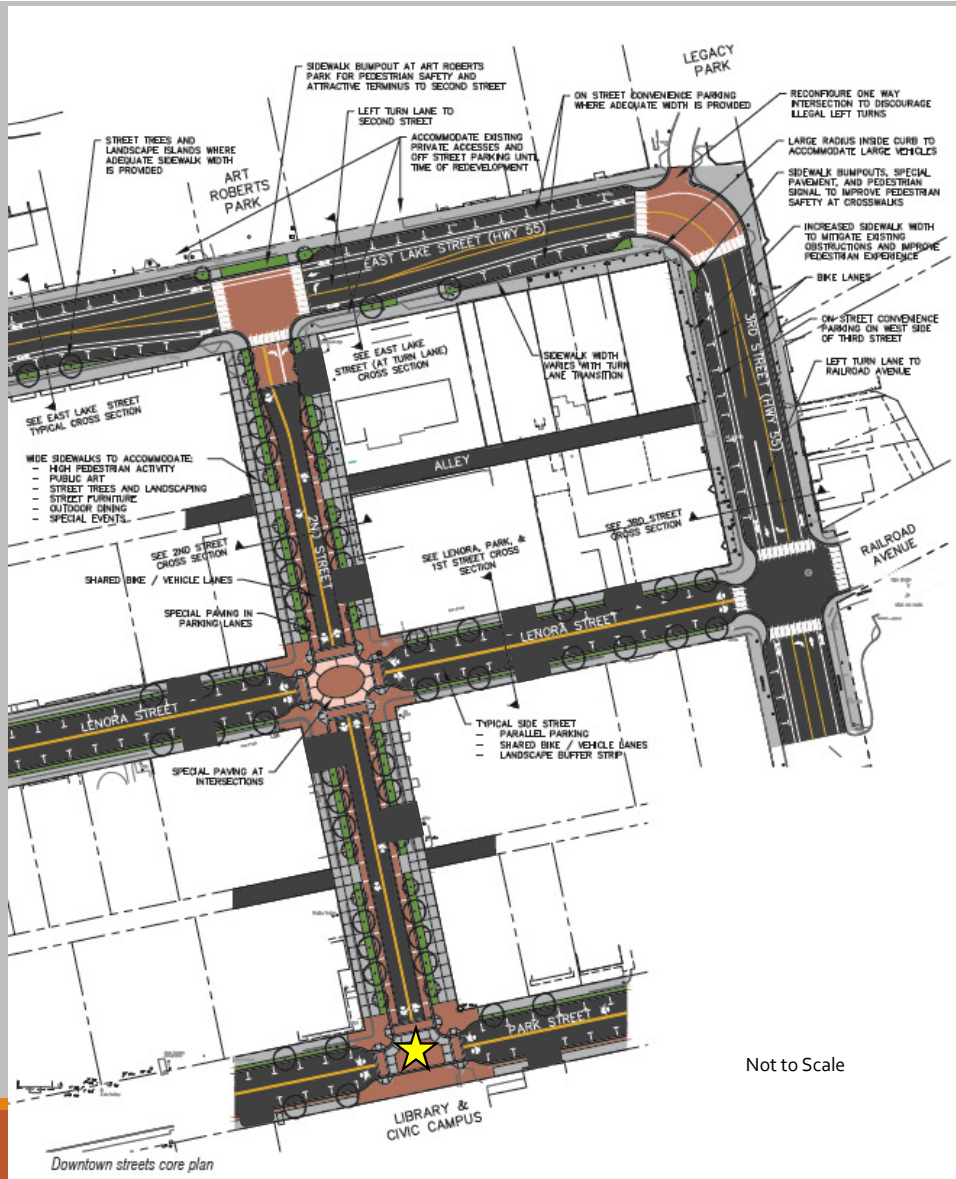 LEGACY
PARK
SIDEWALK BUMPOUT AT ART ROBERTS
PARK FOR PEDESTRIAN SAFETY AND
ATTRACTIVE TERMINUS TO SECOND STREET
LEFT TURN LANE TO
SECOND STREET
ON STREET CONVENIENCE PARKING
WHERE ADEQUATE WIDTH IS PROVIDED
RECONFIGURE ONE WAY
INTERSECTION TO DISCOURAGE
ILLEGAL LEFT TURNS
STREET TREES AND
LANDSCAPE ISLANDS WHERE
ADEQUATE SIDEWALK WIDTH
IS PROVIDED
ACCOMMODATE EXISTING
PRIVATE ACCESSES AND
OFF STREET PARKING UNTIL
TIME OF REDEVELOPMENT
LARGE RADIUS INSIDE CURB TO
ACCOMMODATE LARGE VEHICLES
ART
ROBERTS
PARK
SIDEWALK BUMPOUTS, SPECIAL
PAVEMENT, AND PEDESTRIAN
SIGNAL TO IMPROVE PEDESTRIAN
SAFETY AT CROSSWALKS
EAST LAKE STREET (HWY 55)
INCREASED SIDEWALK WIDTH
TO MITIGATE EXISTING
OBSTRUCTIONS AND IMPROVE
PEDESTRIAN EXPERIENCE
BIKE LANES
3RD STREET (HWY 55)
ON-STREET CONVENIENCE
PARKING ON WEST SIDE
OF THIRD STREET
SEE EAST LAKE
STREET (AT TURN LANE)
CROSS SECTION
SIDEWALK WIDTH
VARIES WITH TURN
LANE TRANSITION
LEFT TURN LANE TO
RAILROAD AVENUE
SEE EAST LAKE STREET
TYPICAL CROSS SECTION
WIDE SIDEWALKS TO ACCOMMODATE:
- HIGH PEDESTRIAN ACTIVITY
- PUBLIC ART
- STREET TREES AND LANDSCAPING
- STREET FURNITURE
- OUTDOOR DINING
- SPECIAL EVENTS
ALLEY
2ND STREET
SEE 2ND STREET
CROSS SECTION
SEE LENORA, PARK, &
1ST STREET CROSS
SECTION
SEE 3RD STREET
CROSS SECTION
RAILROAD
AVENUE
SHARED BIKE / VEHICLE LANES
SPECIAL PAVING IN
PARKING LANES
LENORA STREET
LENORA STREET
TYPICAL SIDE STREET
- PARALLEL PARKING
- SHARED BIKE / VEHICLE LANES
- LANDSCAPE BUFFER STRIP
SPECIAL PAVING AT
INTERSECTIONS
PARK STREET
Not to Scale
LIBRARY &
CIVIC CAMPUS
Downtown streets core plan